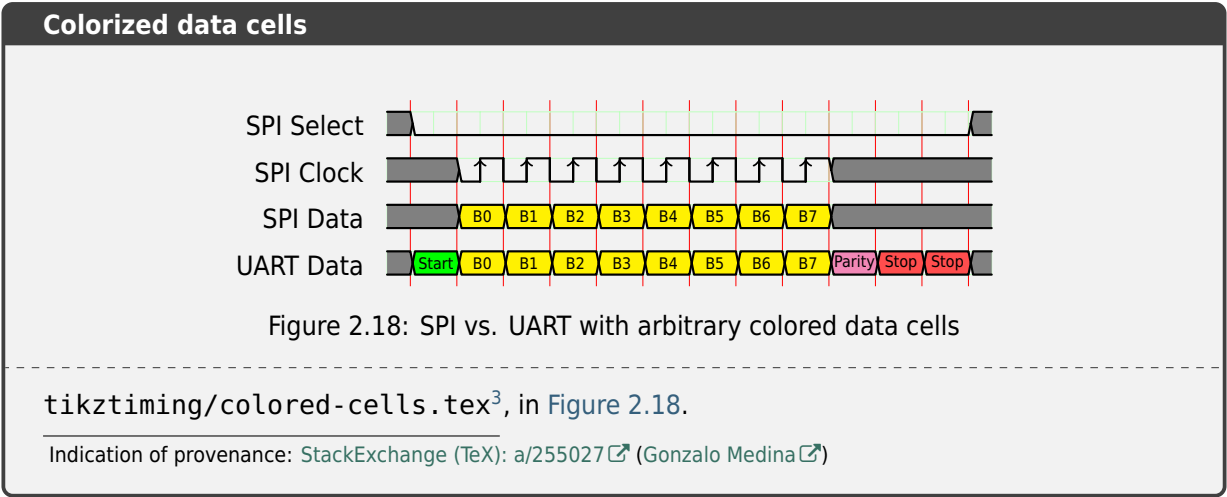 Colorized data cells
SPI Select
SPI Clock
SPI Data B0 B1 B2 B3 B4 B5 B6 B7
UART Data Start B0 B1 B2 B3 B4 B5 B6 B7 Parity Stop Stop
Figure 2.18: SPI vs. UART with arbitrary colored data cells
tikztiming/colored-cells.tex3, in Figure 2.18.
Indication of provenance: StackExchange (TeX): a/255027 (Gonzalo Medina)